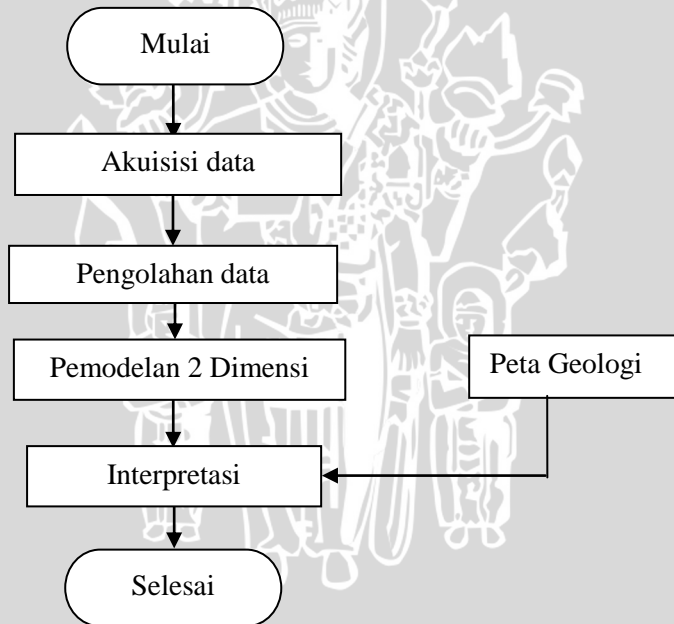 Mulai
Akuisisi data
Pengolahan data
Pemodelan 2 Dimensi
Peta Geologi
Interpretasi
Selesai